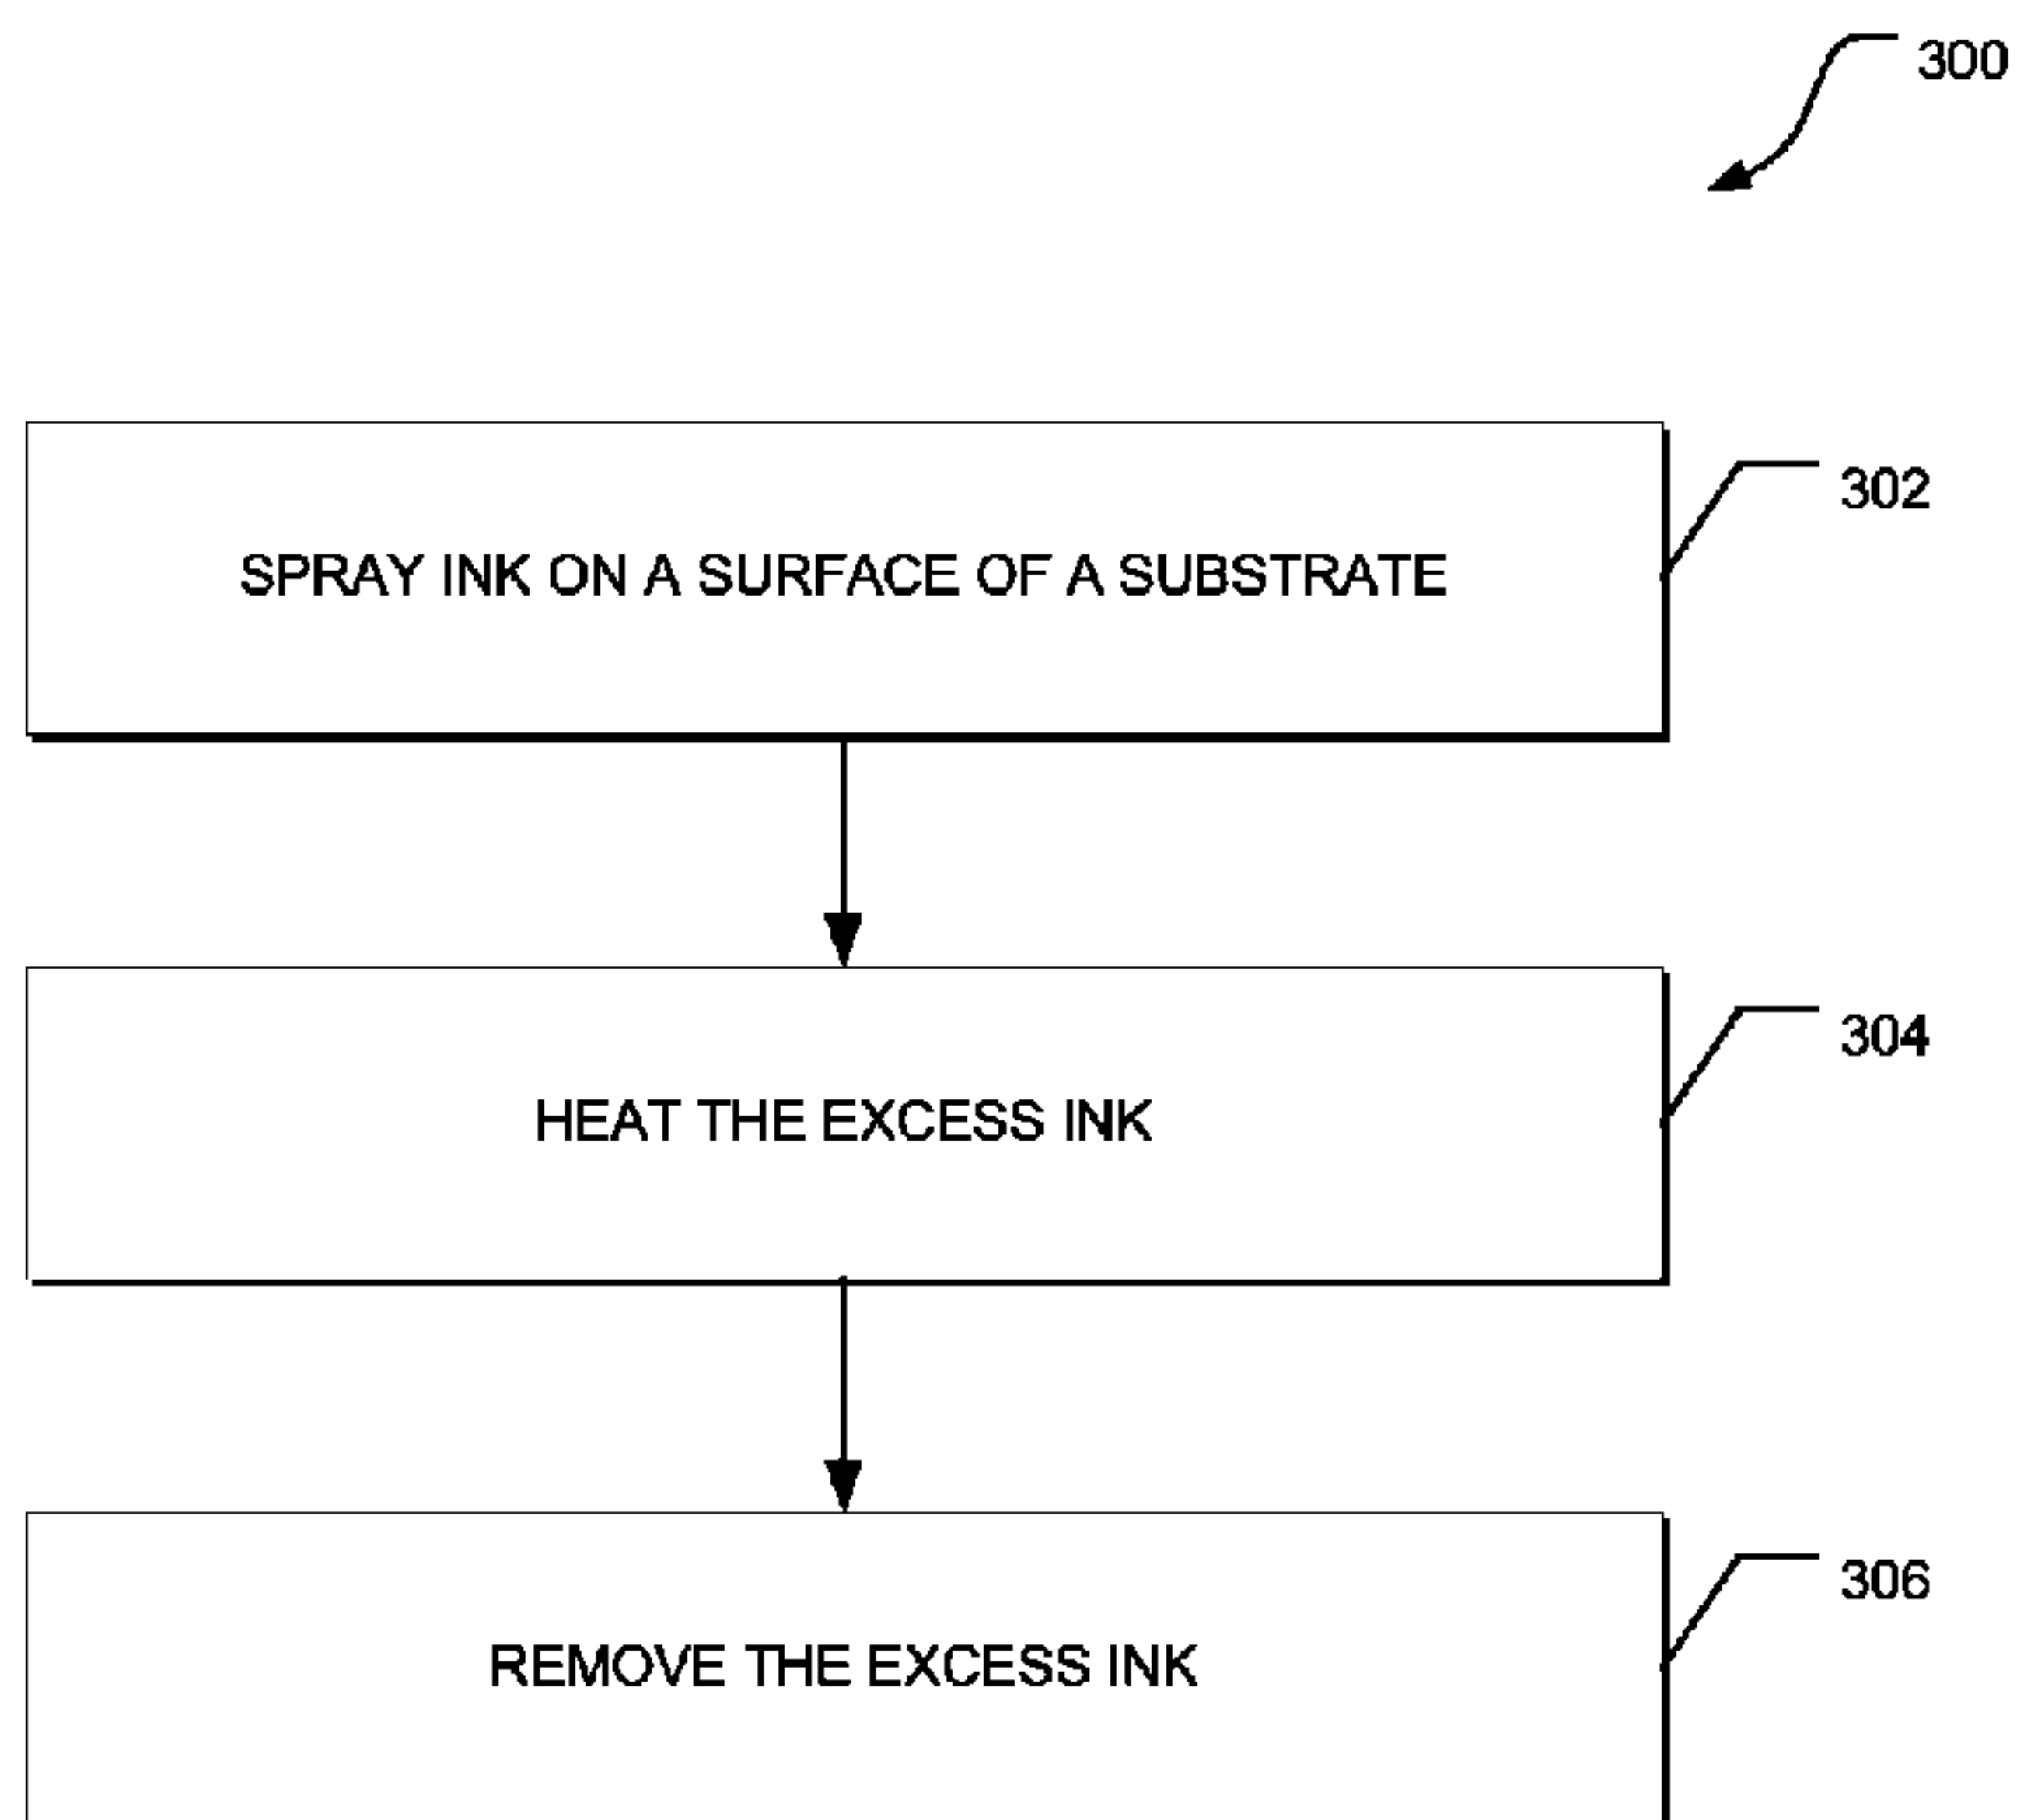 300
SPRAY INK ON A SURFACE OF A SUBSTRATE
302
HEAT THE EXCESS INK
304
REMOVE THE EXCESS INK
306